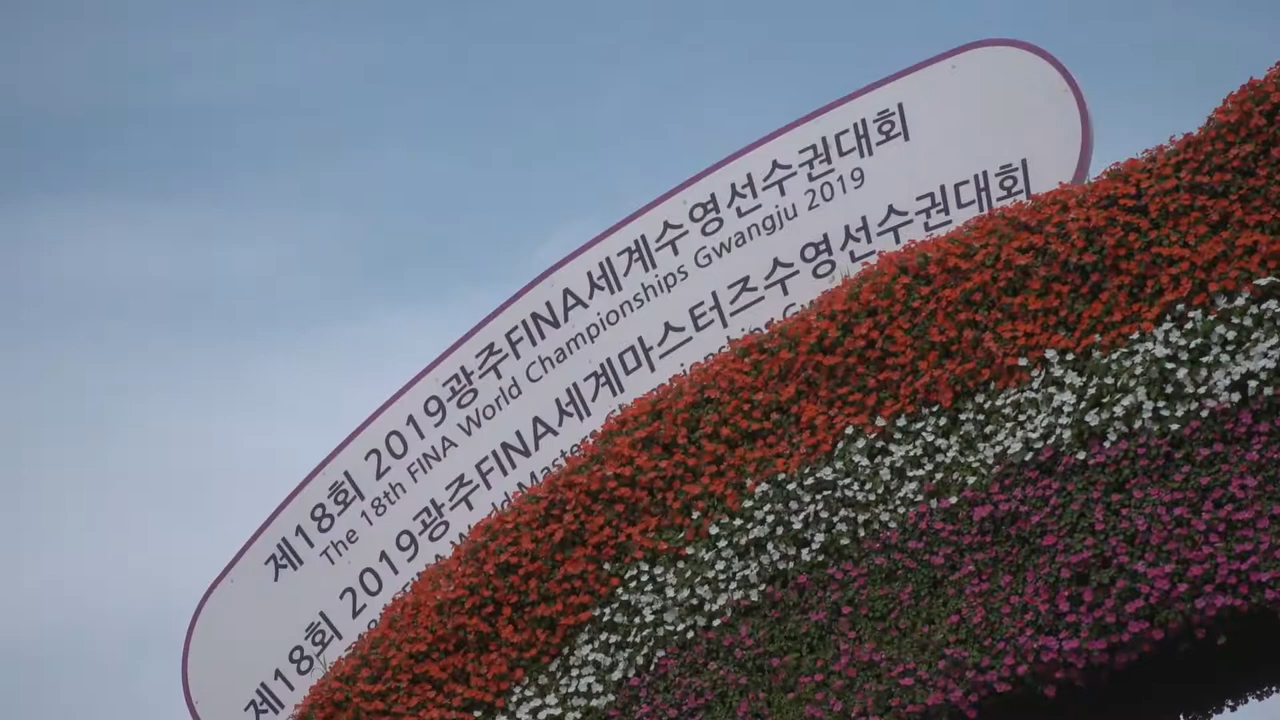 제18회 2019광주FINA세계수영선수권대회
The 18th FINA World Championships Gwangju 2019
제18회 2019광주FINA세계마스터즈수영선수권대회
World Masters